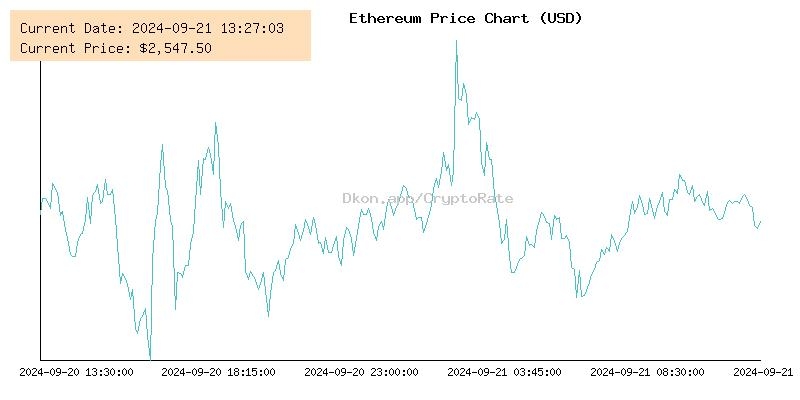 Ethereum Price Chart (USD)
Current Date: 2024-09-21 13:27:03
Current Price: $2,547.50
Dkon.app/CryptoRate
2024-09-20 13:30:00
2024-09-20 18:15:00
2024-09-20 23:00:00
2024-09-21 03:45:00
2024-09-21 08:30:00
2024-09-21